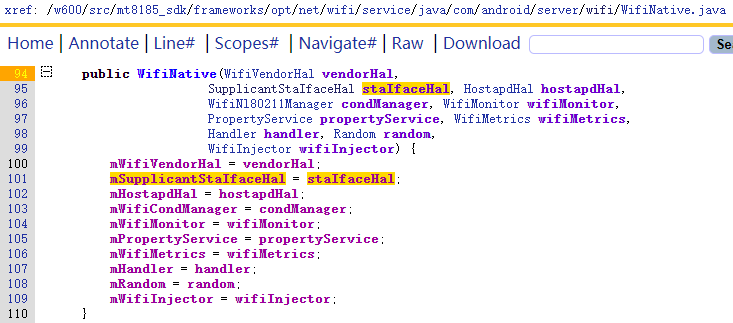 xref: /w600/src/mt8185_sdk/frameworks/opt/net/wifi/service/java/com/android/server/wifi/WifiNative.java
Home | Annotate | Line# | Scopes# | Navigate# | Raw | Download Se
94 public WifiNative(WifiVendorHal vendorHal,
95 SupplicantStaIfaceHal staIfaceHal, HostapdHal hostapdHal,
96 WifiNl80211Manager condManager, WifiMonitor wifiMonitor,
97 PropertyService propertyService, WifiMetrics wifiMetrics,
98 Handler handler, Random random,
99 WifiInjector wifiInjector) {
100 mWifiVendorHal = vendorHal;
101 mSupplicantStaIfaceHal = staIfaceHal;
102 mHostapdHal = hostapdHal;
103 mWifiCondManager = condManager;
104 mWifiMonitor = wifiMonitor;
105 mPropertyService = propertyService;
106 mWifiMetrics = wifiMetrics;
107 mHandler = handler;
108 mRandom = random;
109 mWifiInjector = wifiInjector;
110 }